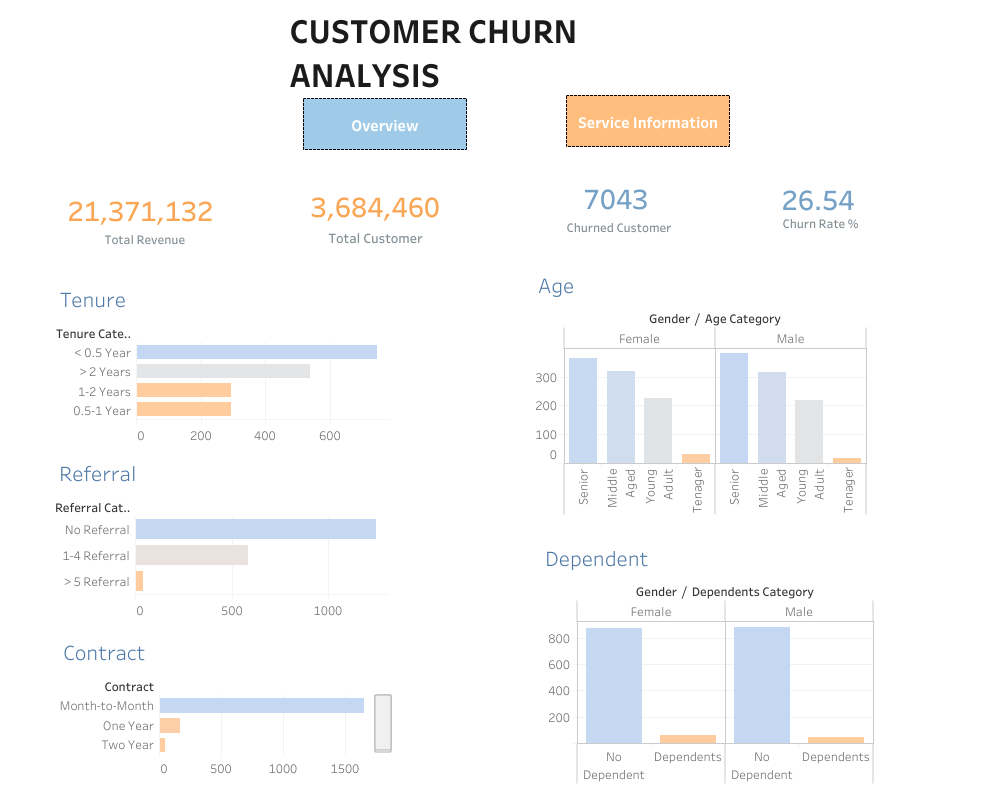 CUSTOMER CHURN
ANALYSIS
Overview
Service Information
21,371,132
Total Revenue
3,684,460
Total Customer
7043
Churned Customer
26.54
Churn Rate %
Tenure
Tenure Cate..
< 0.5 Year
> 2 Years
1-2 Years
0.5-1 Year
0 200 400 600
Referral
Referral Cat..
No Referral
1-4 Referral
> 5 Referral
0 500 1000
Contract
Contract
Month-to-Month
One Year
Two Year
0 500 1000 1500
Age
Gender / Age Category
Female Male
300
200
100
0
Senior
Middle
Aged
Young
Adult
Tenager
Senior
Middle
Aged
Young
Adult
Tenager
Dependent
Gender / Dependents Category
Female Male
800
600
400
200
No
Dependent
Dependents
No
Dependent
Dependents